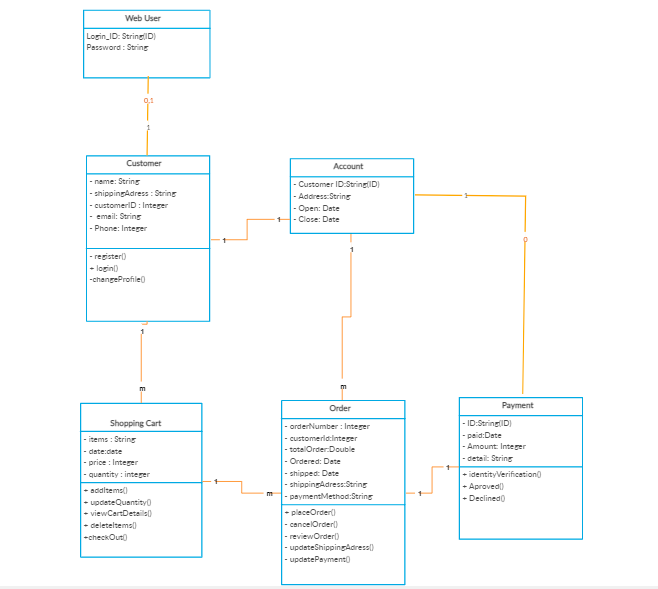 Web User
Login_ID: String(ID)
Password : String
0,1
1
Customer
- name: String
- shippingAdress : String
- customerID : Integer
-  email: String
- Phone: Integer
- register()
+ login()
-changeProfile()
1
1
Account
- Customer ID:String(ID)
- Address:String
- Open: Date
- Close: Date
1
0
1
m
1
m
Shopping Cart
- items : String
- date:date
- price : Integer
- quantity : integer
+ addItems()
+ updateQuantity()
+ viewCartDetails()
+ deleteItems()
+checkOut()
1
m
Order
- orderNumber : Integer
- customerId:Integer
- totalOrder:Double
- Ordered: Date
- shipped: Date
- shippingAdress:String
- paymentMethod:String
+ placeOrder()
- cancelOrder()
- reviewOrder()
- updateShippingAdress()
- updatePayment()
1
1
Payment
- ID:String(ID)
- paid:Date
- Amount: Integer
- detail: String
+ identityVerification()
+ Aproved()
+ Declined()